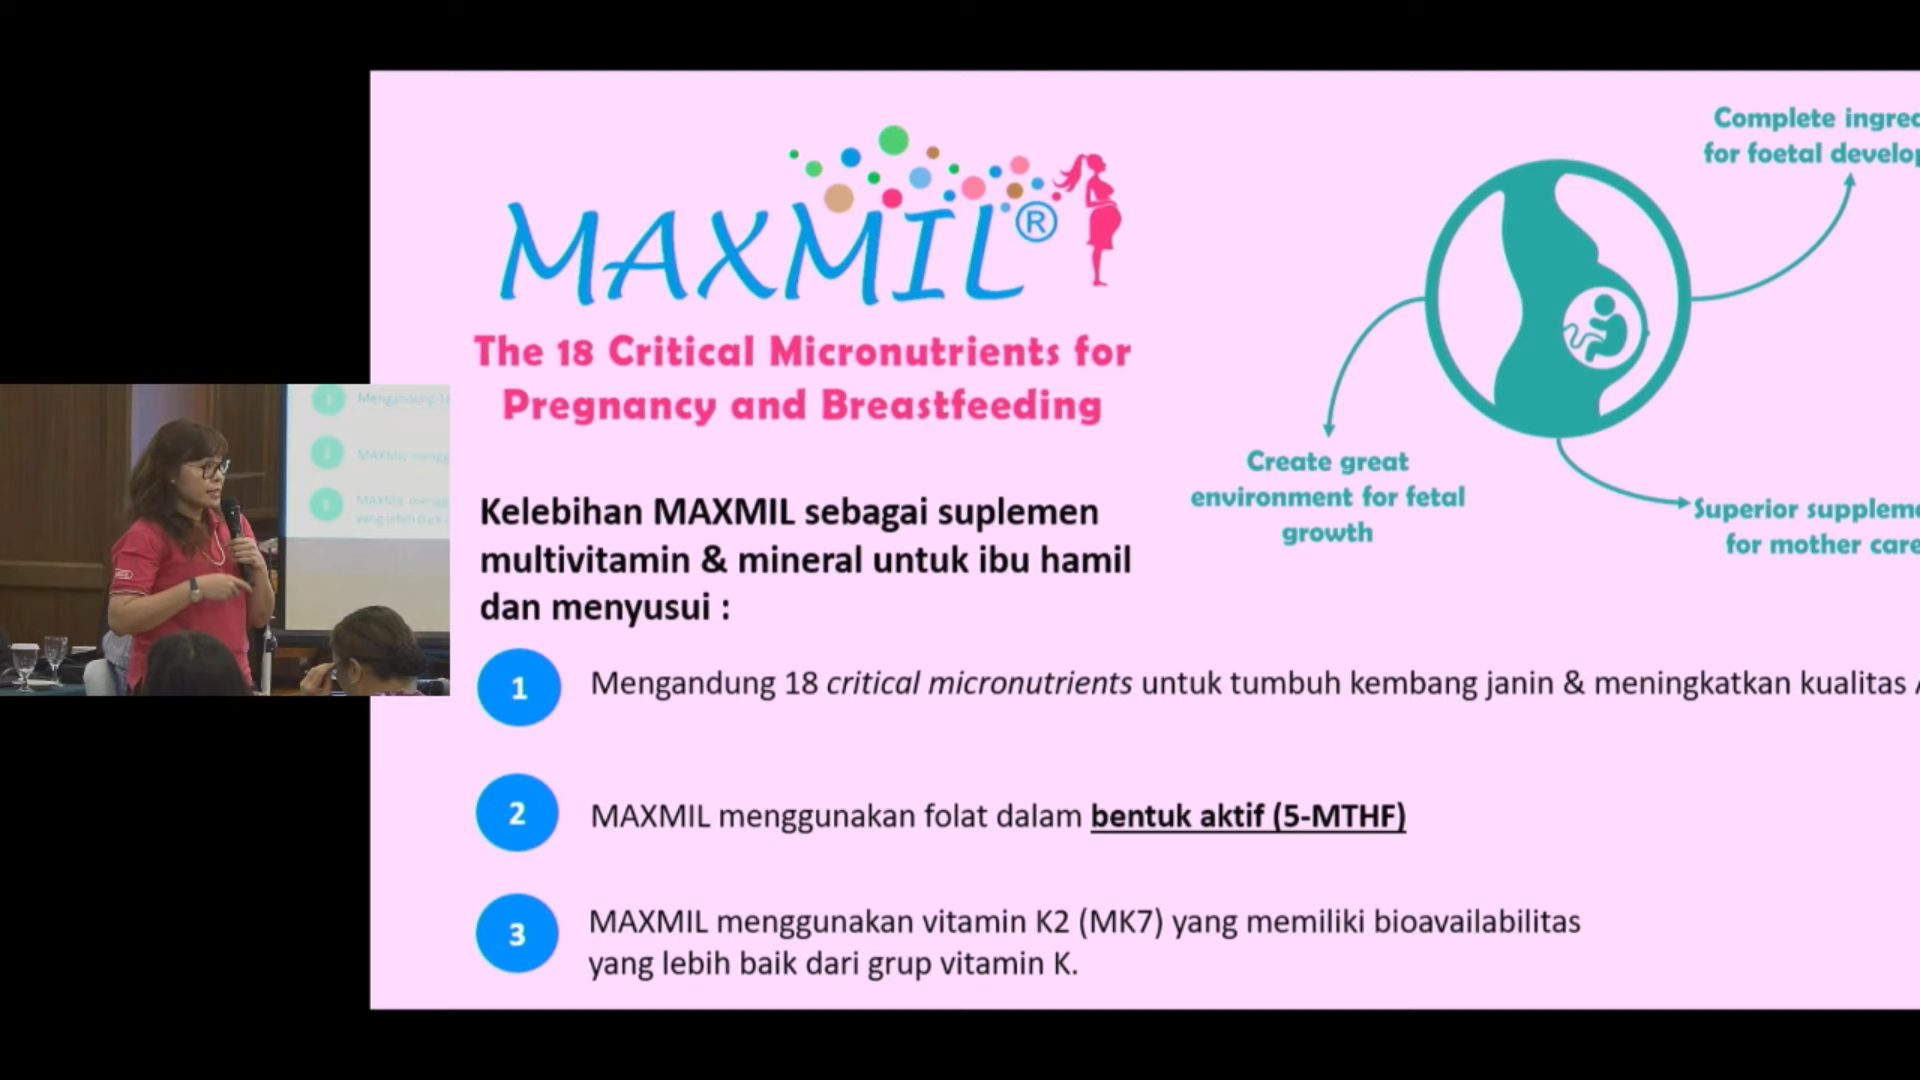 MAXMIL®
The 18 Critical Micronutrients for
Pregnancy and Breastfeeding
Complete
for foetal
Create great
environment for fetal
growth
Superior
for mother care
Kelebihan MAXMIL sebagai suplemen
multivitamin & mineral untuk ibu hamil
dan menyusui :
1
Mengandung 18 critical micronutrients untuk tumbuh kembang janin & meningkatkan kualitas
2
MAXMIL menggunakan folat dalam bentuk aktif (5-MTHF)
3
MAXMIL menggunakan vitamin K2 (MK7) yang memiliki bioavailabilitas
yang lebih baik dari grup vitamin K.